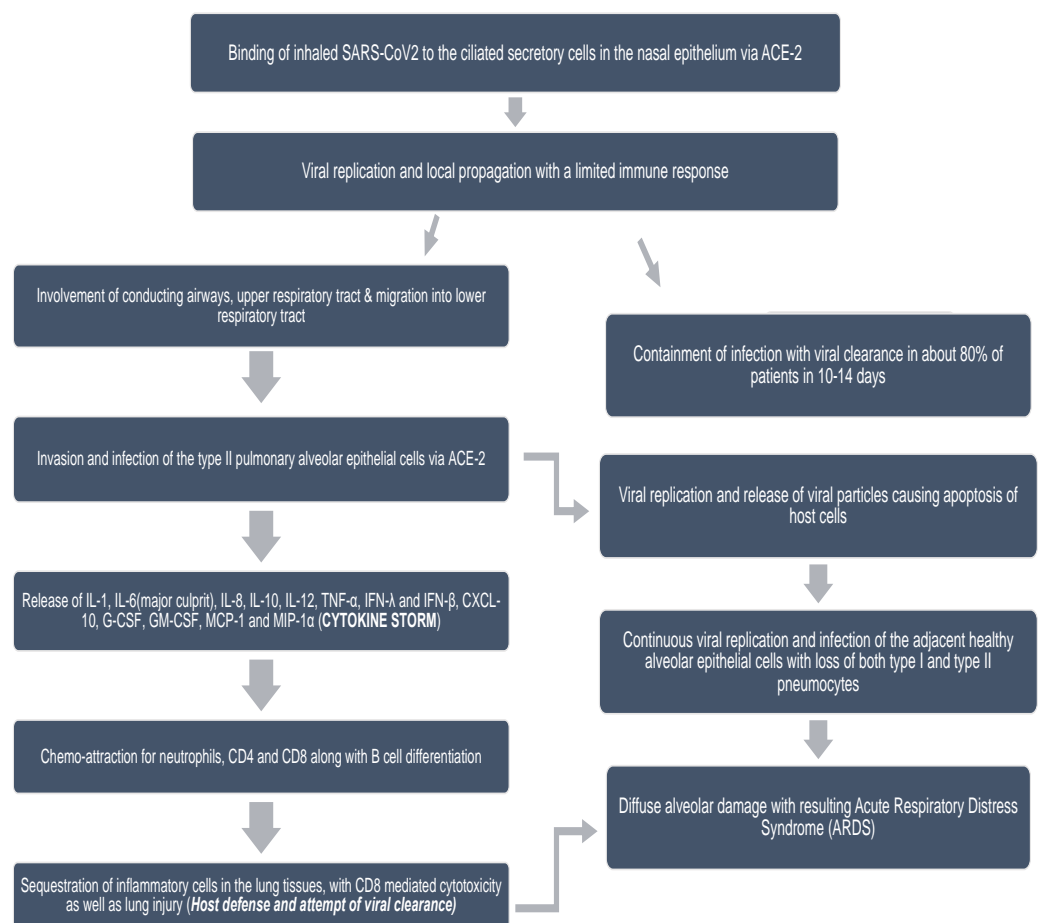 Binding of inhaled SARS-CoV2 to the ciliated secretory cells in the nasal epithelium via ACE-2
Viral replication and local propagation with a limited immune response
Involvement of conducting airways, upper respiratory tract & migration into lower
respiratory tract
Containment of infection with viral clearance in about 80% of
patients in 10-14 days
Invasion and infection of the type II pulmonary alveolar epithelial cells via ACE-2
Viral replication and release of viral particles causing apoptosis of
host cells
Release of IL-1, IL-6(major culprit), IL-8, IL-10, IL-12, TNF-α, IFN-λ and IFN-β, CXCL-
10, G-CSF, GM-CSF, MCP-1 and MIP-1α (CYTOKINE STORM)
Continuous viral replication and infection of the adjacent healthy
alveolar epithelial cells with loss of both type I and type II
pneumocytes
Chemo-attraction for neutrophils, CD4 and CD8 along with B cell differentiation
Diffuse alveolar damage with resulting Acute Respiratory Distress
Syndrome (ARDS)
Sequestration of inflammatory cells in the lung tissues, with CD8 mediated cytotoxicity
as well as lung injury (Host defense and attempt of viral clearance)